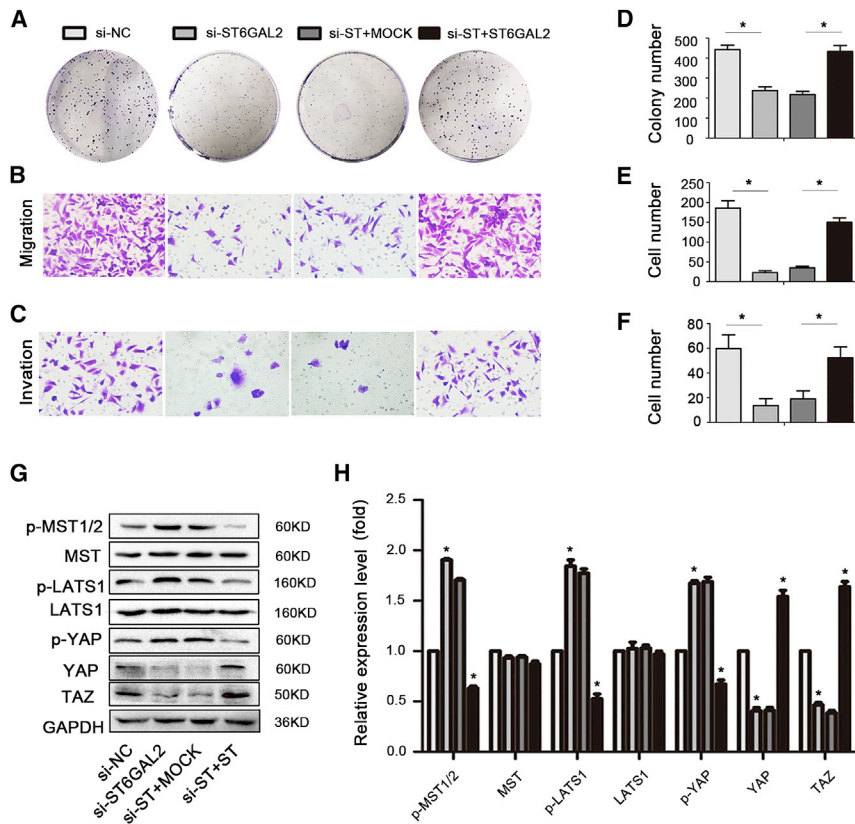 A
si-NC
si-ST6GAL2
si-ST+MOCK
si-ST+ST6GAL2
B
Migration
C
Invation
D
Colony number
500
400
300
200
100
0
*
*
E
Cell number
250
200
150
100
50
0
*
*
F
Cell number
80
60
40
20
0
*
*
G
p-MST1/2 60KD
MST 60KD
p-LATS1 160KD
LATS1 160KD
p-YAP 60KD
YAP 60KD
TAZ 50KD
GAPDH 36KD
si-NC
si-ST6GAL2
si-ST+MOCK
si-ST+ST
H
Relative expression level (fold)
2.5
2.0
1.5
1.0
0.5
0.0
* * * * * * * * * *
p-MST1/2
MST
p-LATS1
LATS1
p-YAP
YAP
TAZ